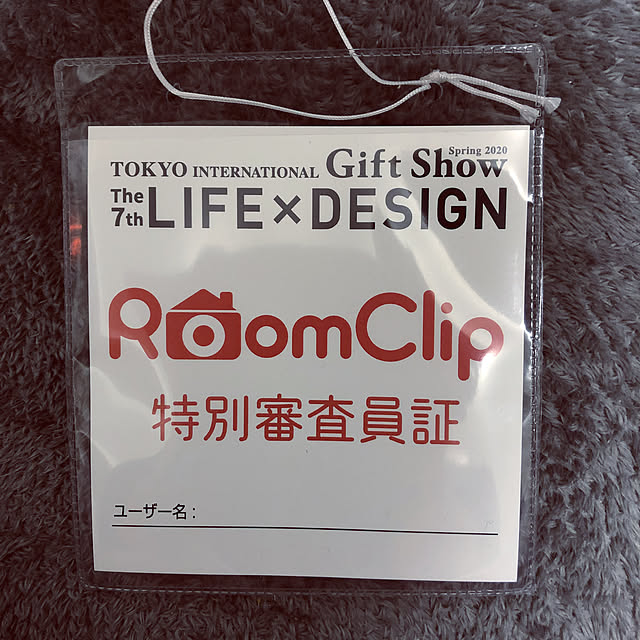 Spring 2020
TOKYO INTERNATIONAL Gift Show
The 7th LIFE×DESIGN
RoomClip
特別審査員証
ユーザー名: